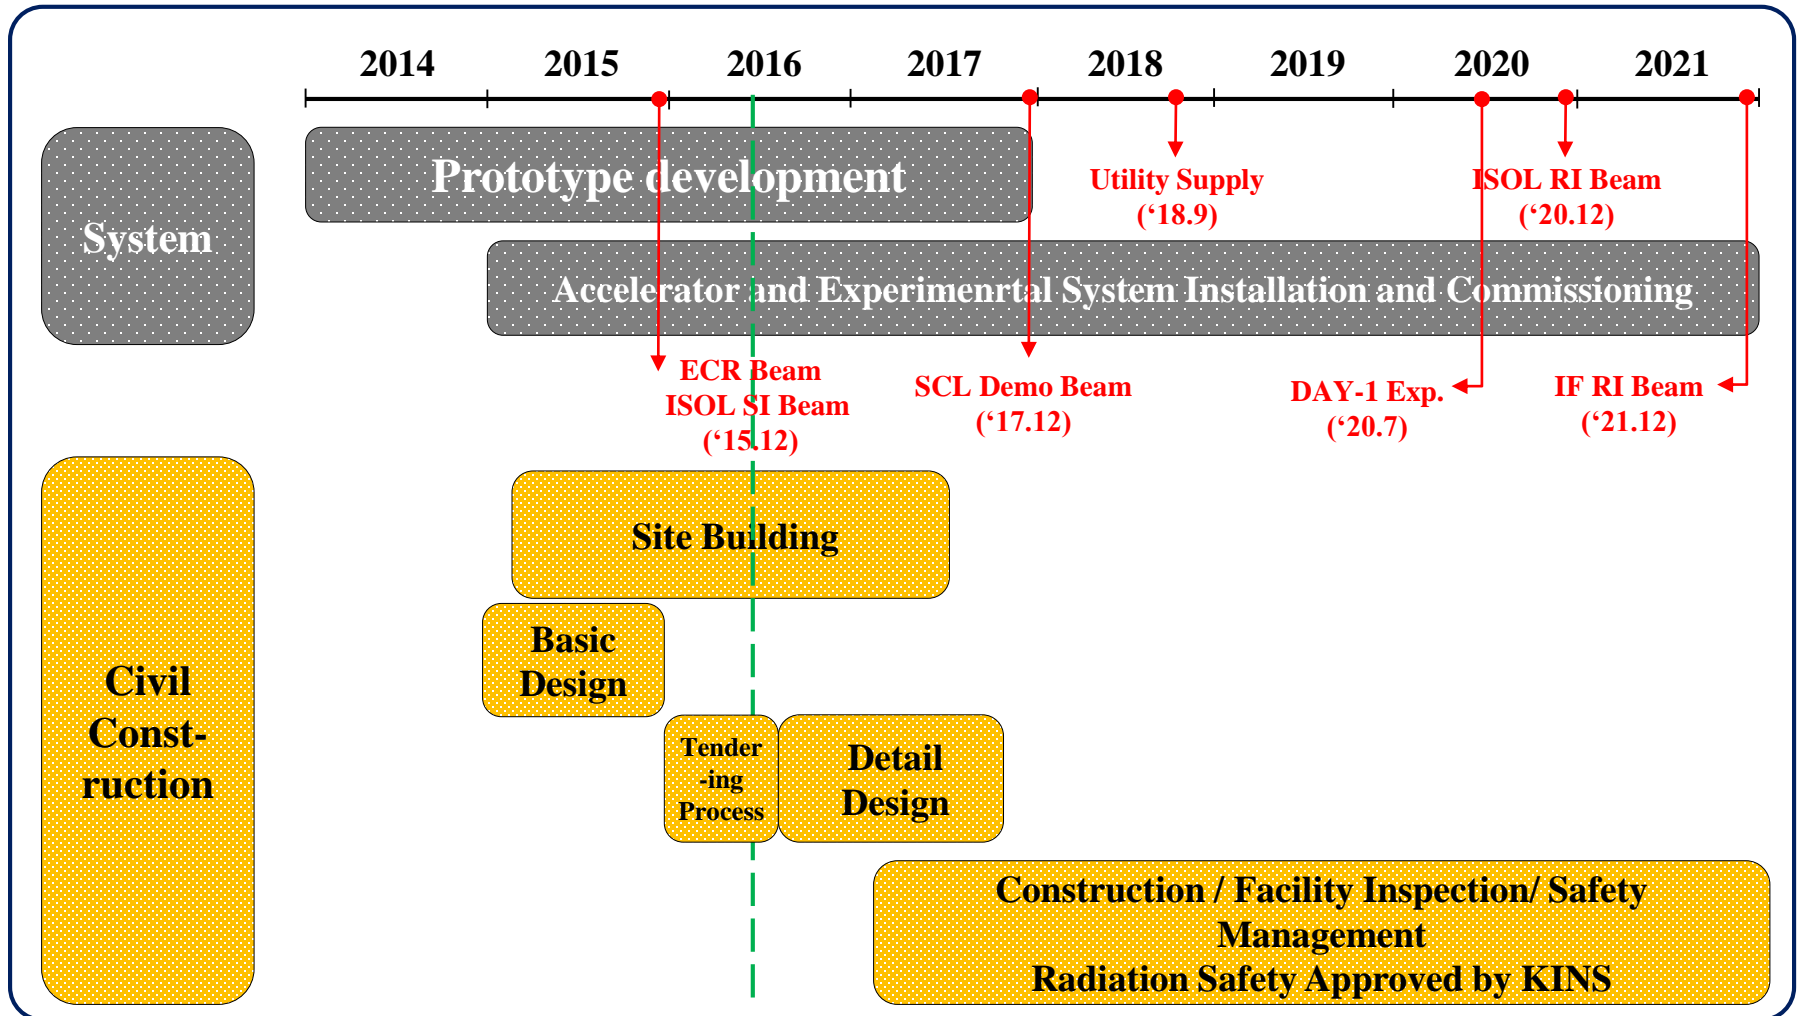 2014 2015 2016 2017 2018 2019 2020 2021
System
Prototype development
Utility Supply
(‘18.9)
ISOL RI Beam
(‘20.12)
Accelerator and Experimenrtal System Installation and Commissioning
ECR Beam
ISOL SI Beam
(‘15.12)
SCL Demo Beam
(‘17.12)
DAY-1 Exp.
(‘20.7)
IF RI Beam
(‘21.12)
Civil
Const-
ruction
Site Building
Basic
Design
Tender
-ing
Process
Detail
Design
Construction / Facility Inspection/ Safety
Management
Radiation Safety Approved by KINS